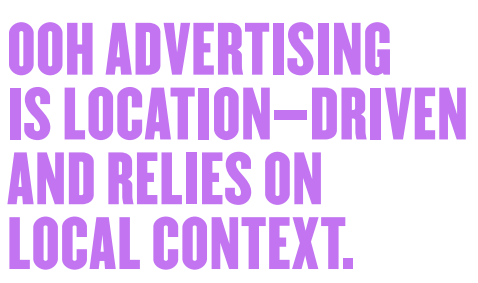 OOH ADVERTISING
IS LOCATION–DRIVEN
AND RELIES ON
LOCAL CONTEXT.